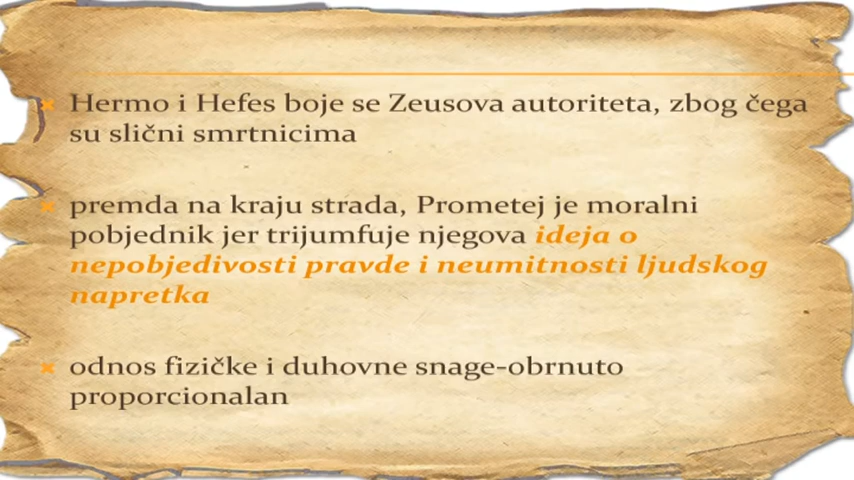 Hermo i Hefes boje se Zeusova autoriteta, zbog čega
su slični smrtnicima
premda na kraju strada, Prometej je moralni
pobjednik jer trijumfuje njegova ideja o
nepobjedivosti pravde i neumitnosti ljudskog
napretka
odnos fizičke i duhovne snage-obrnuto
proporcionalan